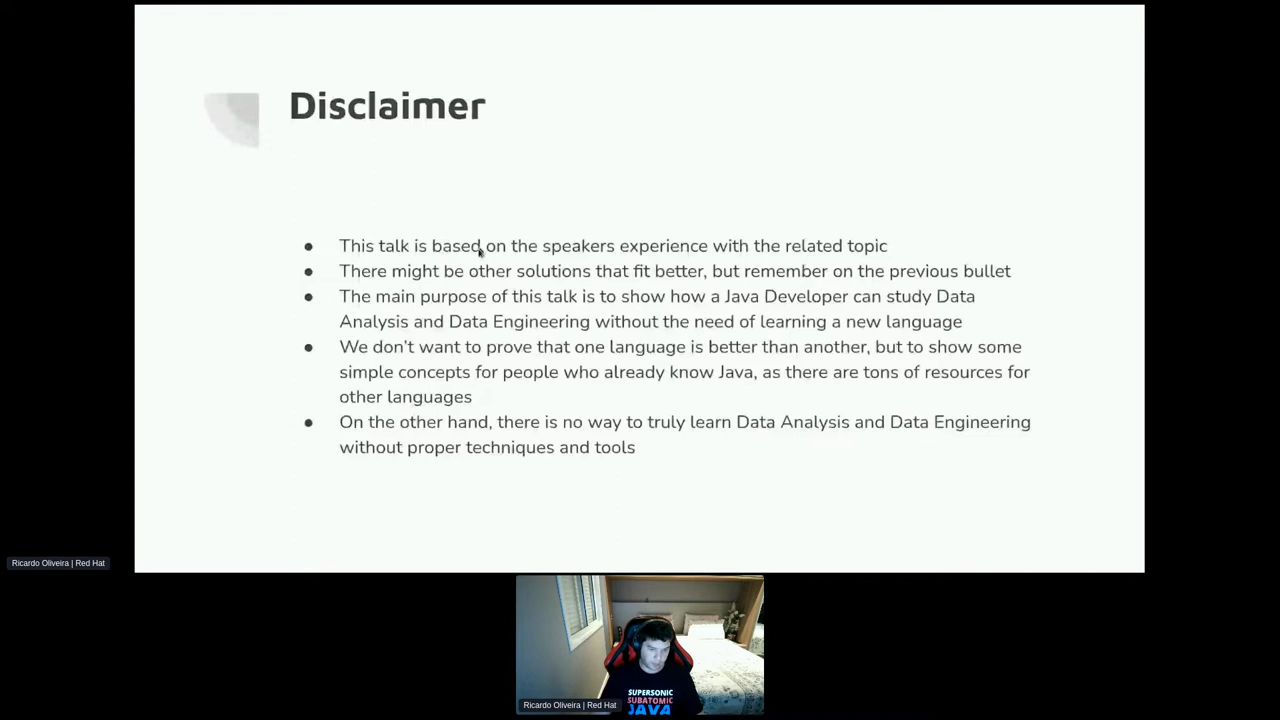 Disclaimer
● This talk is based on the speakers experience with the related topic
● There might be other solutions that fit better, but remember on the previous bullet
● The main purpose of this talk is to show how a Java Developer can study Data
Analysis and Data Engineering without the need of learning a new language
● We don't want to prove that one language is better than another, but to show some
simple concepts for people who already know Java, as there are tons of resources for
other languages
● On the other hand, there is no way to truly learn Data Analysis and Data Engineering
without proper techniques and tools
Ricardo Oliveira | Red Hat
SUPERSONIC
SUBATOMIC
JAVA
Ricardo Oliveira | Red Hat